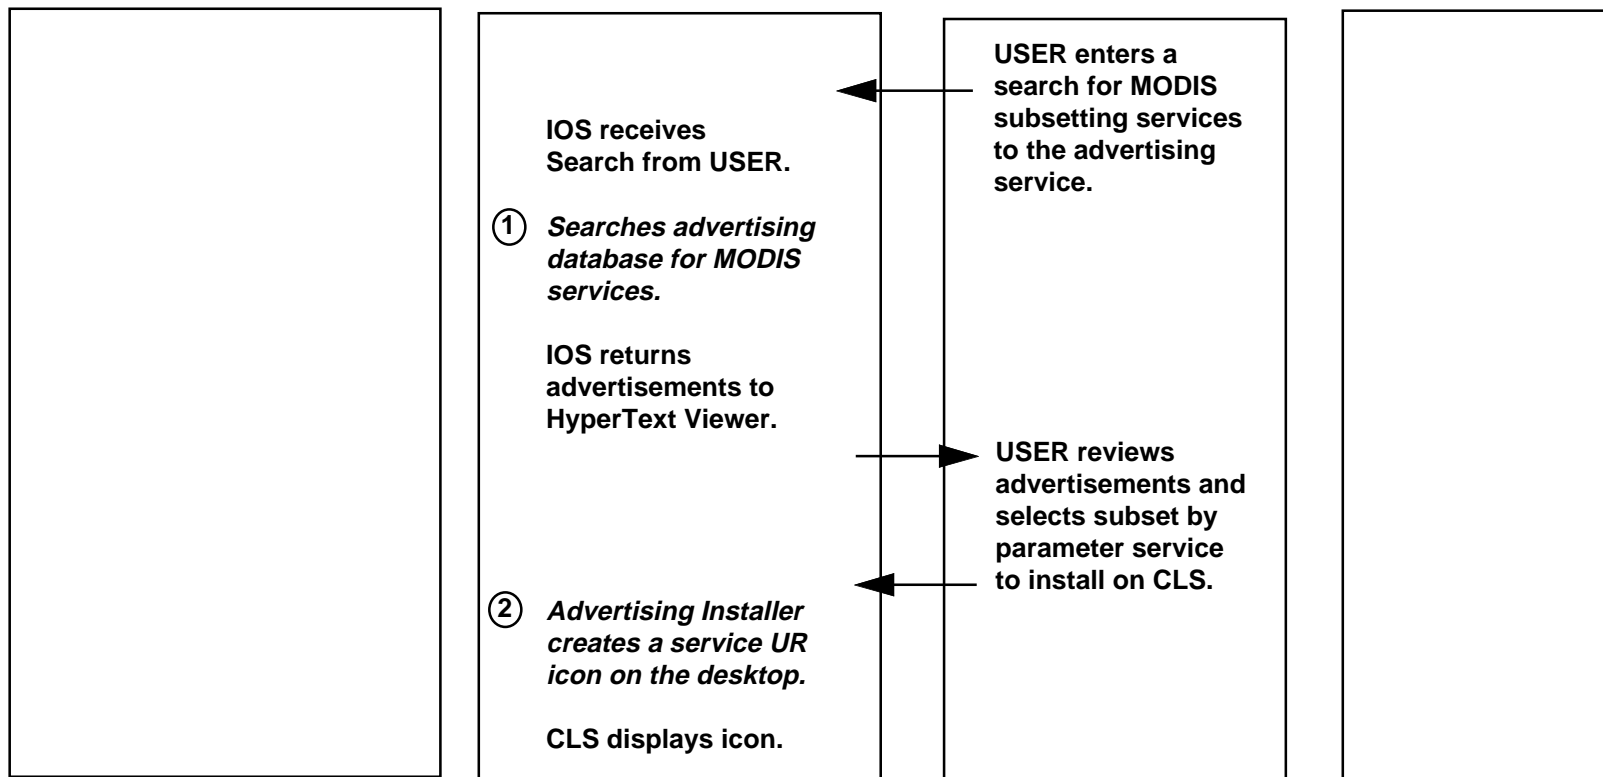 USER enters a
search for MODIS
subsetting services
to the advertising
service.
IOS receives
Search from USER.
1 Searches advertising
database for MODIS
services.
IOS returns
advertisements to
HyperText Viewer.
USER reviews
advertisements and
selects subset by
parameter service
to install on CLS.
2 Advertising Installer
creates a service UR
icon on the desktop.
CLS displays icon.